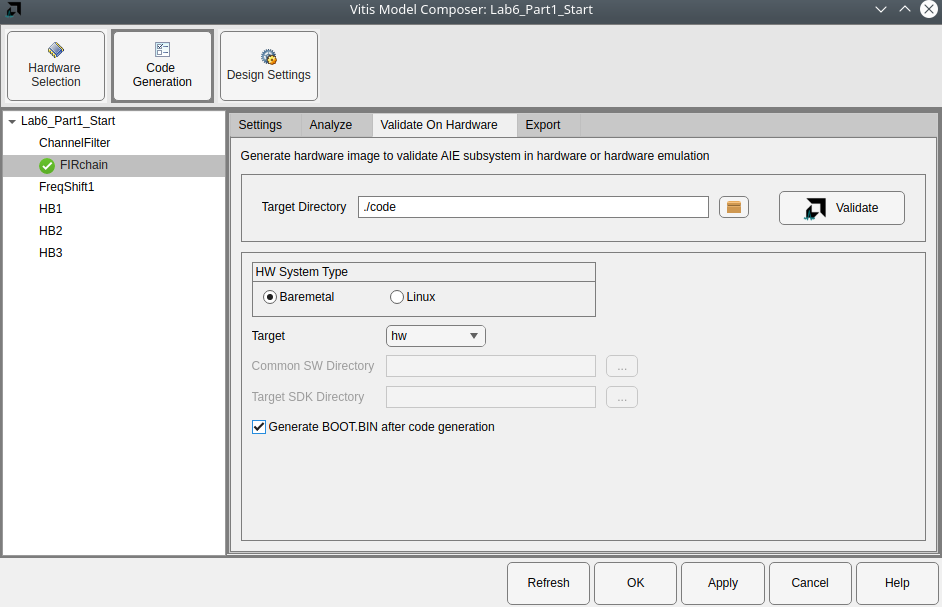 Vitis Model Composer: Lab6_Part1_Start
Hardware
Selection
Code
Generation
Design Settings
Lab6_Part1_Start
ChannelFilter
FIRchain
FreqShift1
HB1
HB2
HB3
Settings
Analyze
Validate On Hardware
Export
Generate hardware image to validate AIE subsystem in hardware or hardware emulation
Target Directory
./code
Validate
HW System Type
Baremetal
Linux
Target
hw
Common SW Directory
...
Target SDK Directory
...
Generate BOOT.BIN after code generation
Refresh
OK
Apply
Cancel
Help